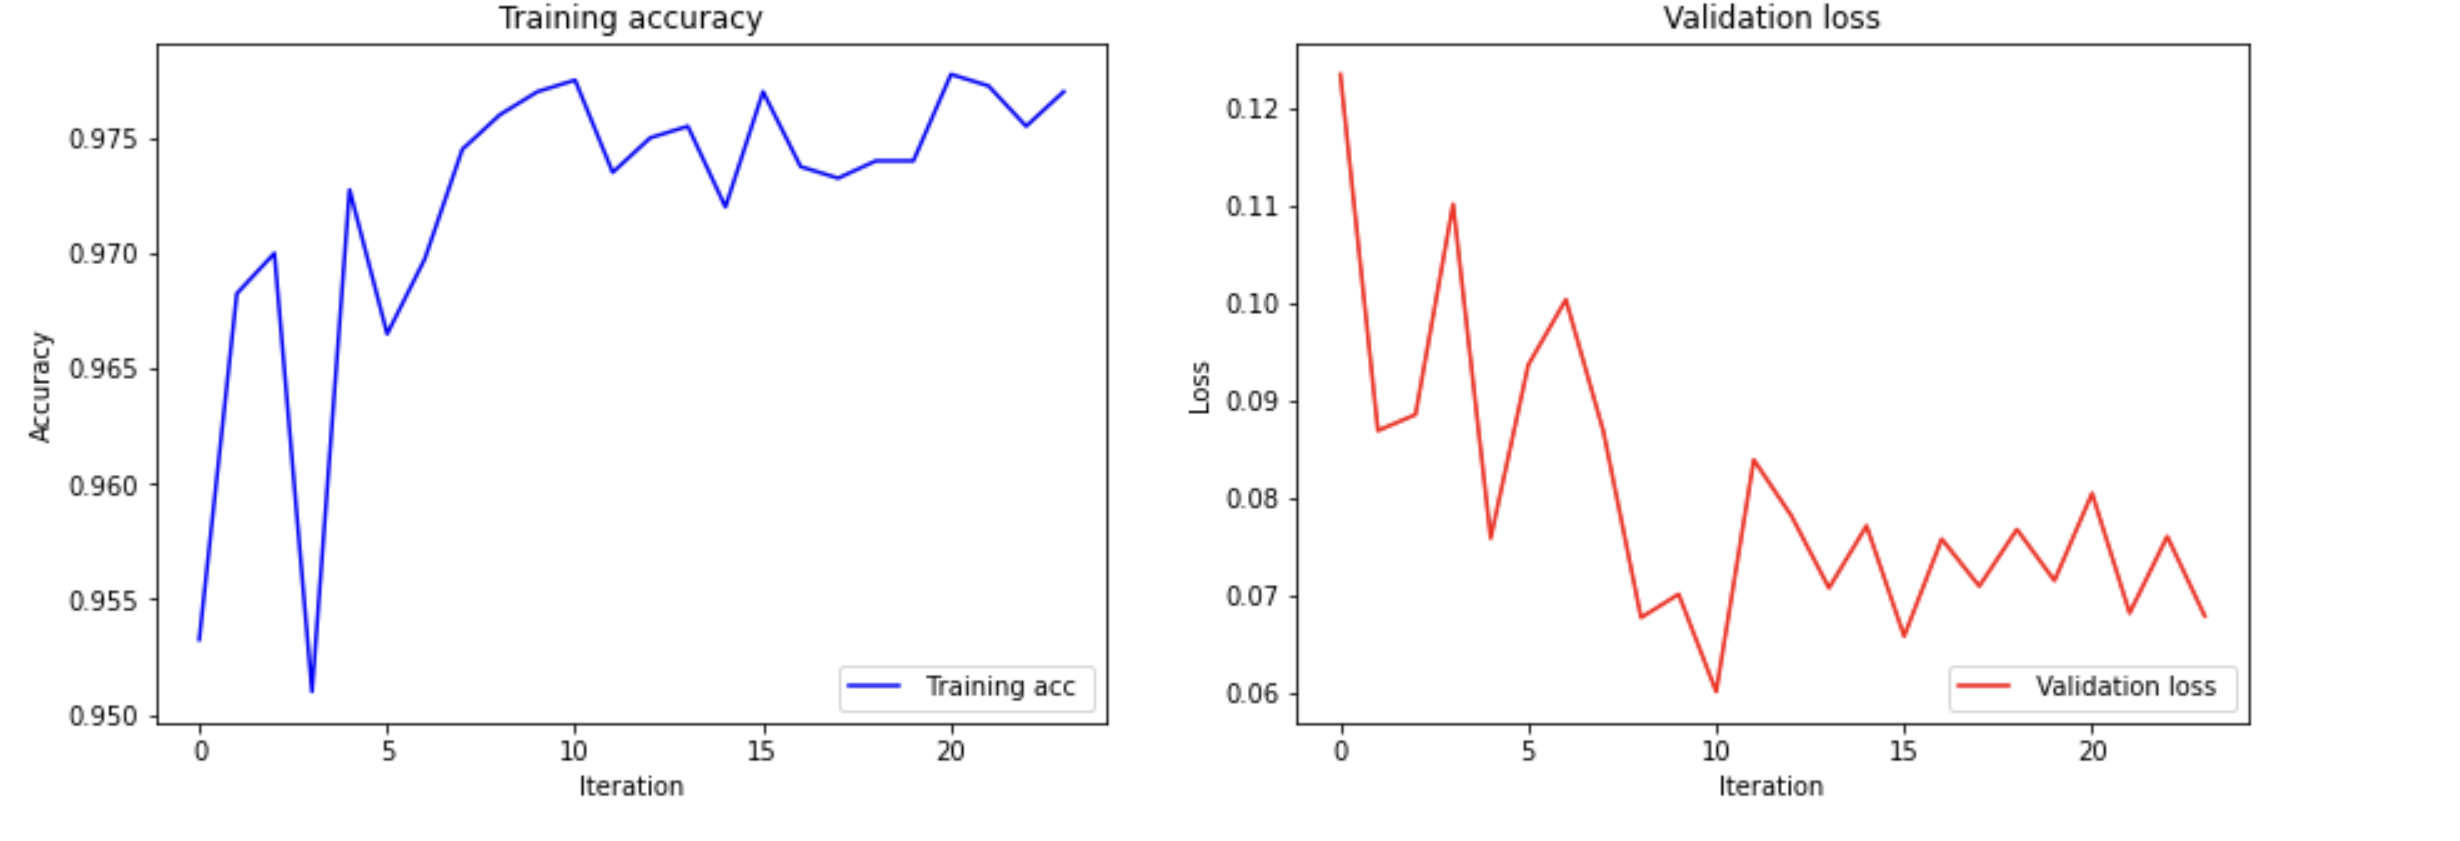 Training accuracy
0.975
0.970
0.965
0.960
0.955
0.950
Accuracy
0 5 10 15 20
Iteration
Training acc
Validation loss
0.12
0.11
0.10
0.09
0.08
0.07
0.06
Loss
0 5 10 15 20
Iteration
Validation loss